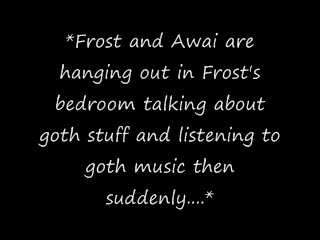 *Frost and Awai are
hanging out in Frost's
bedroom talking about
goth stuff and listening to
goth music then
suddenly....*